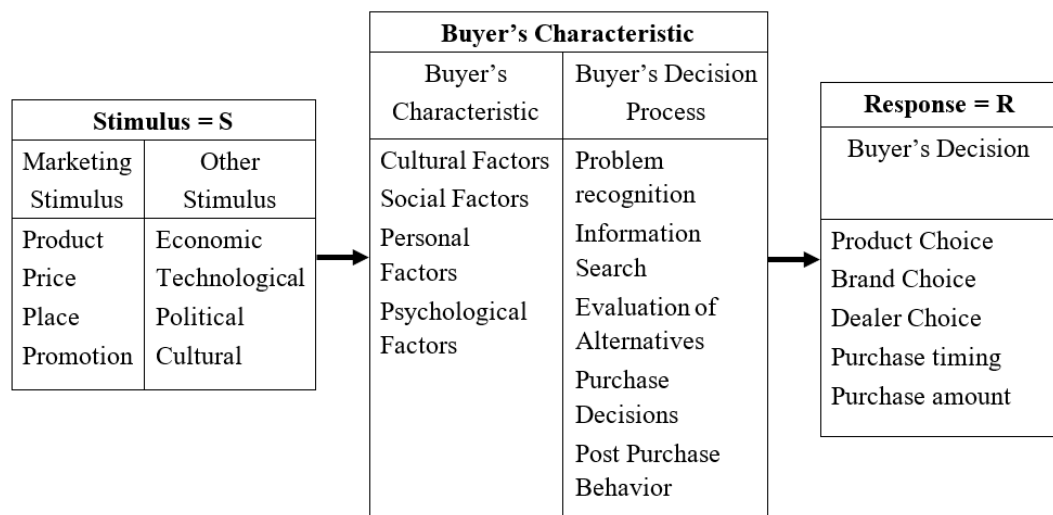 Stimulus = S
Marketing
Stimulus
Other
Stimulus
Product
Price
Place
Promotion
Economic
Technological
Political
Cultural
Buyer’s Characteristic
Buyer’s
Characteristic
Buyer’s Decision
Process
Cultural Factors
Social Factors
Personal
Factors
Psychological
Factors
Problem
recognition
Information
Search
Evaluation of
Alternatives
Purchase
Decisions
Post Purchase
Behavior
Response = R
Buyer’s Decision
Product Choice
Brand Choice
Dealer Choice
Purchase timing
Purchase amount